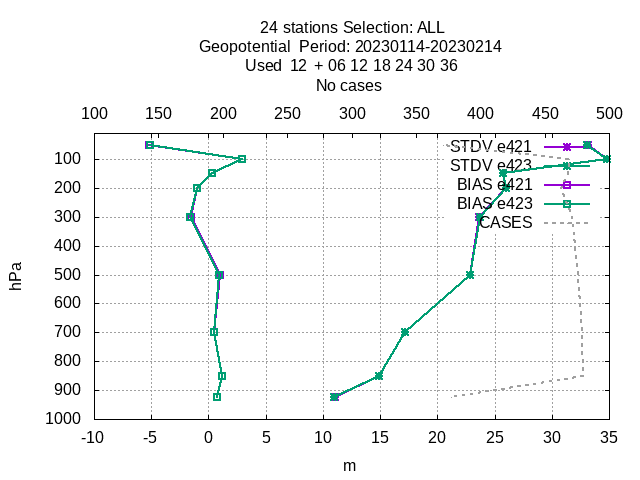 24 stations Selection: ALL
Geopotential Period: 20230114-20230214
Used 12 + 06 12 18 24 30 36
No cases
100 150 200 250 300 350 400 450 500
STDV e421
STDV e423
BIAS e421
BIAS e423
CASES
100
200
300
400
500
600
700
800
900
1000
hPa
-10 -5 0 5 10 15 20 25 30 35
m